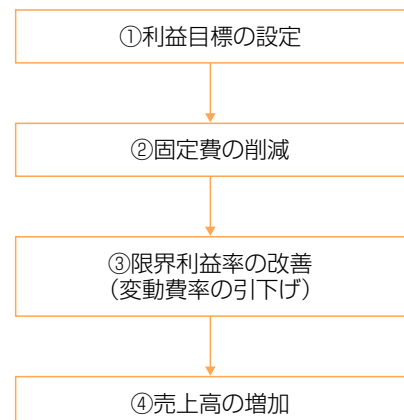 ①利益目標の設定
②固定費の削減
③限界利益率の改善
（変動費率の引下げ）
④売上高の増加